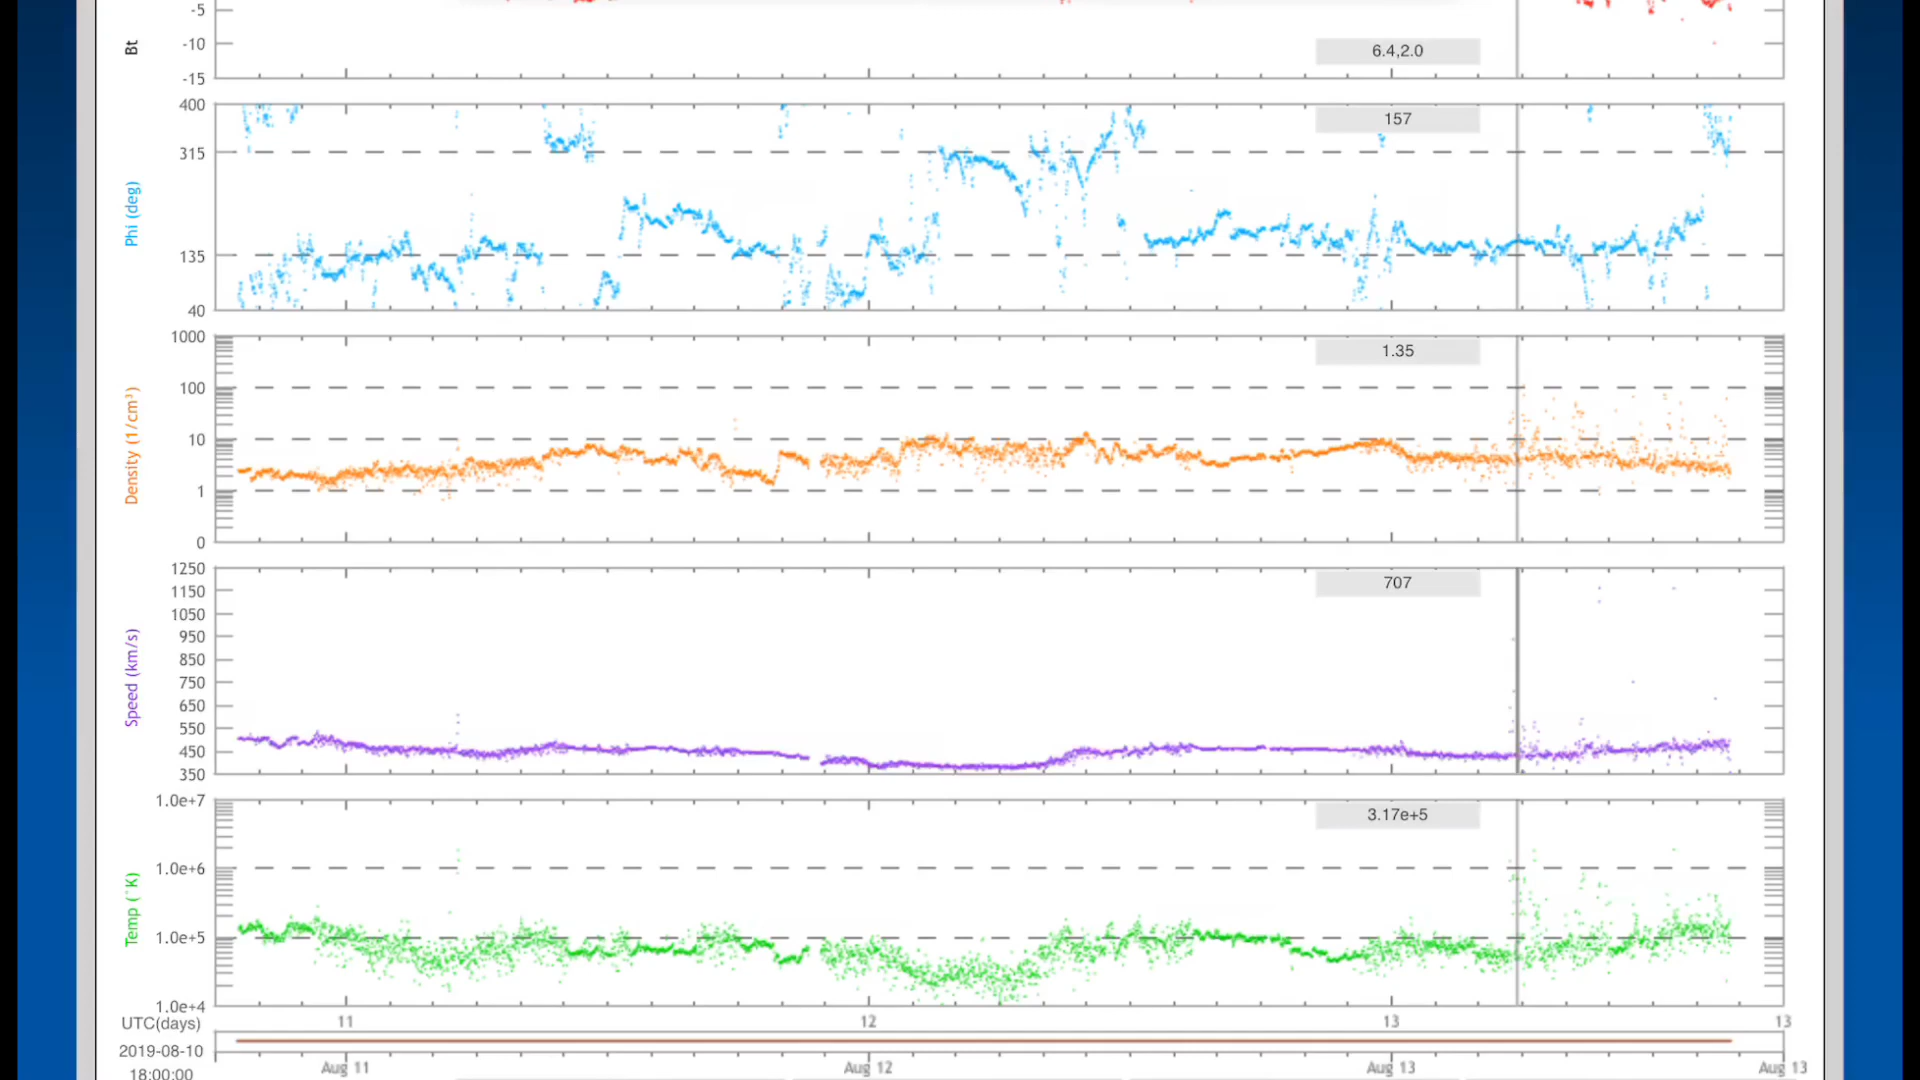 -5
Bt
-10
6.4,2.0
-15
400
157
315
Phi (deg)
135
40
1000
1.35
100
Density (1/cm³)
10
1
0
1250
707
1150
1050
950
850
Speed (km/s)
750
650
550
450
350
1.0e+7
3.17e+5
1.0e+6
Temp (°K)
1.0e+5
1.0e+4
UTC(days) 11 12 13 13
2019-08-10
18:00:00 Aug 11 Aug 12 Aug 13 Aug 13